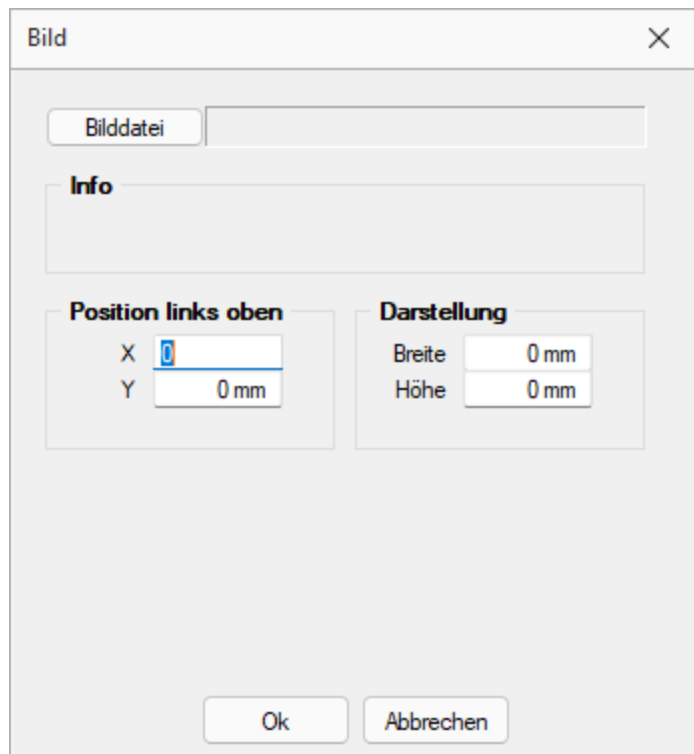 Bild
Bilddatei
Info
Position links oben
X 0
Y 0 mm
Darstellung
Breite 0 mm
Höhe 0 mm
Ok Abbrechen